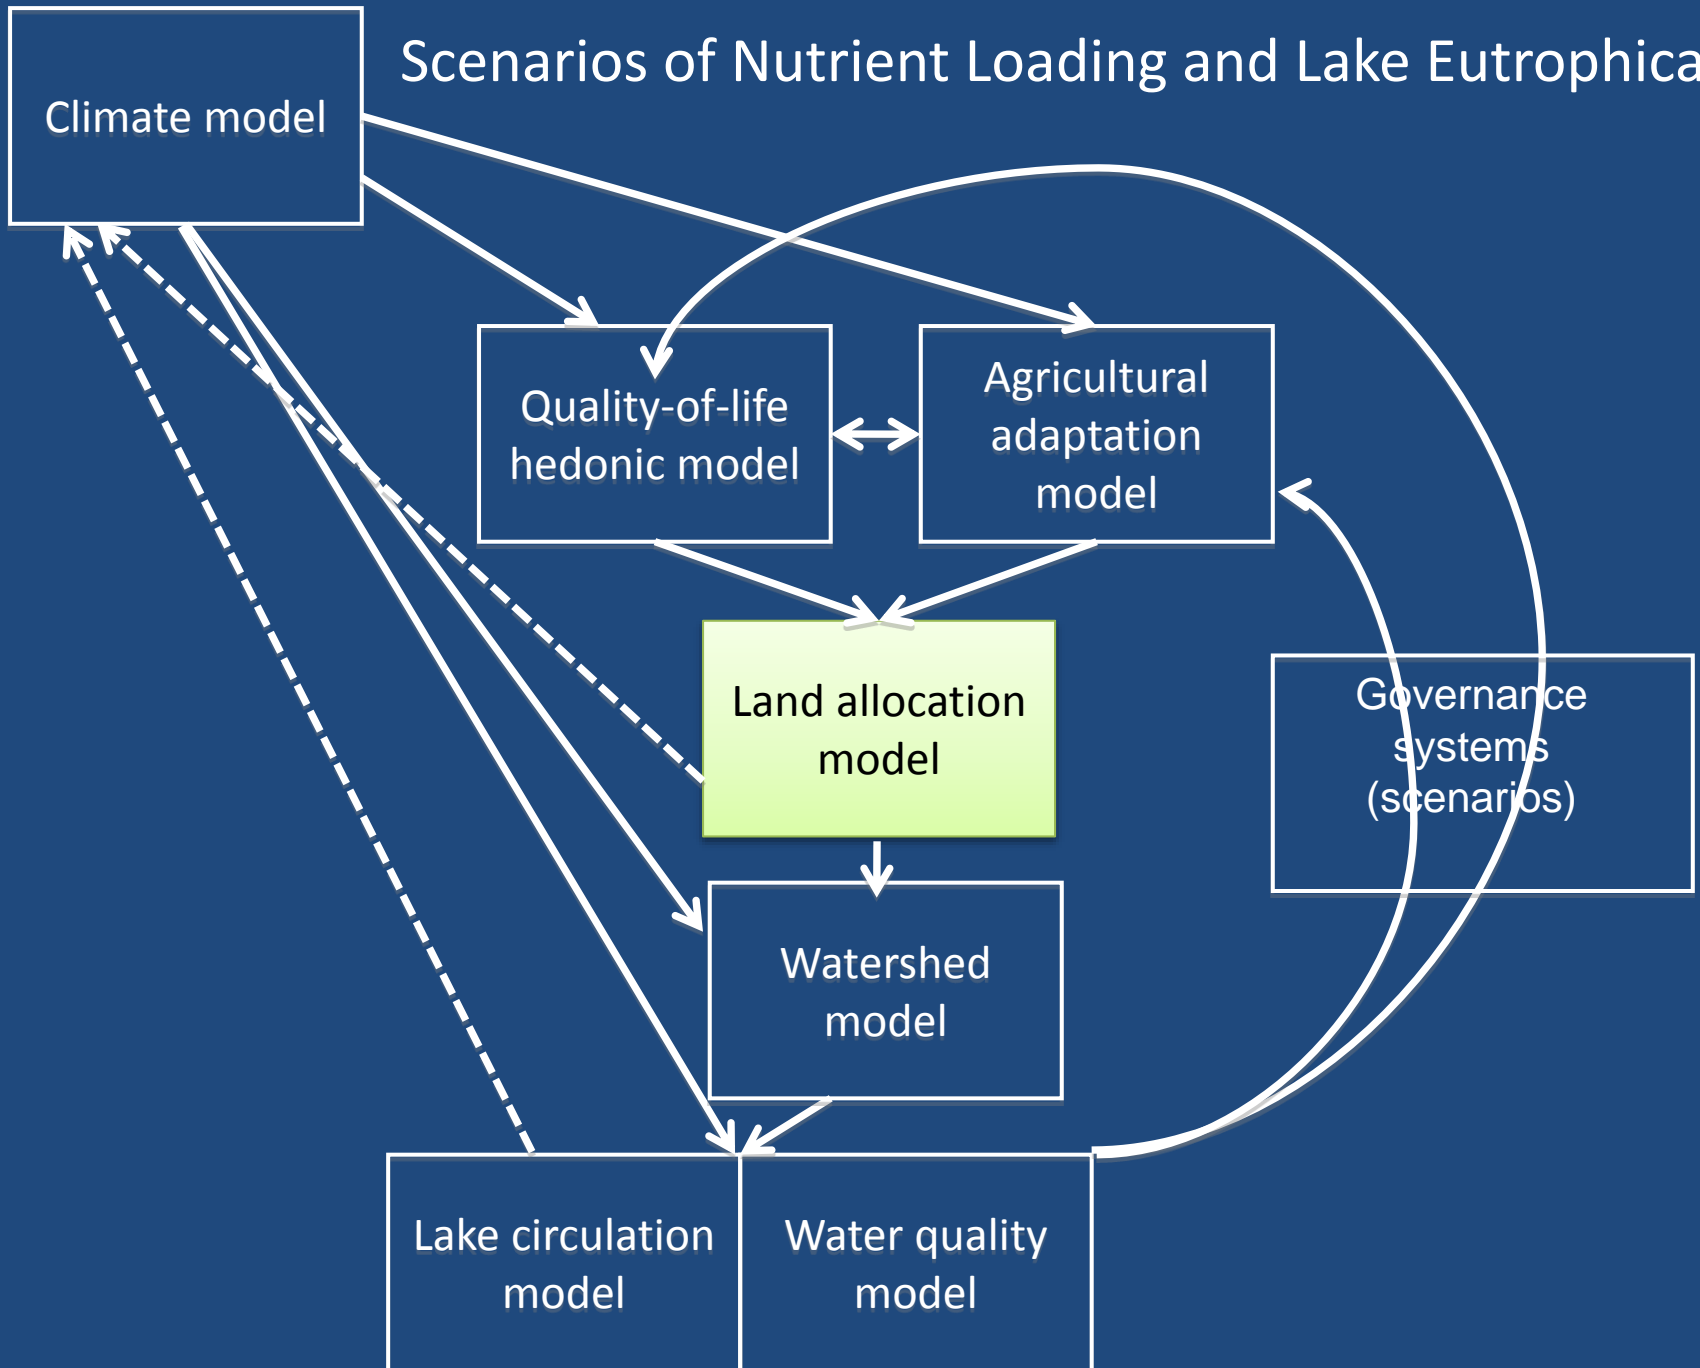 Scenarios of Nutrient Loading and Lake Eutrophica
Climate model
Quality-of-life
hedonic model
Agricultural
adaptation
model
Land allocation
model
Governance
systems
(scenarios)
Watershed
model
Lake circulation
model
Water quality
model